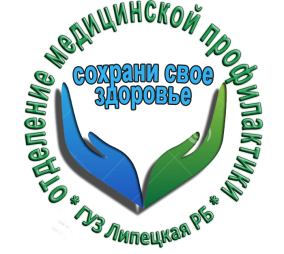 ОТДЕЛЕНИЕ МЕДИЦИНСКОЙ ПРОФИЛАКТИКИ
сохрани свое
здоровье
* ГУЗ Липецкая РБ *